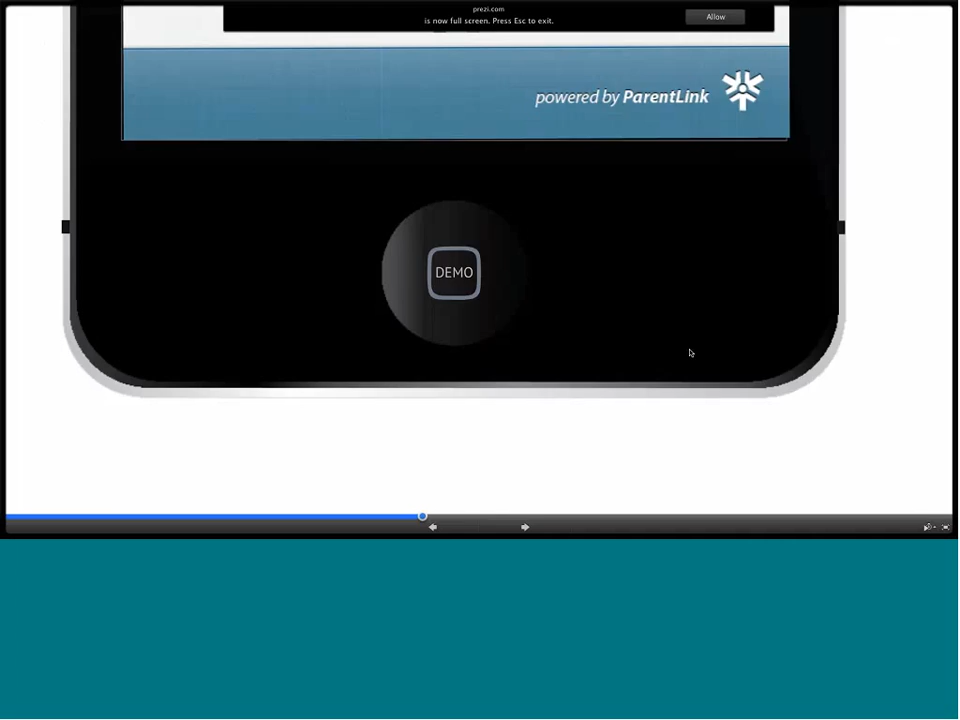 prezi.com
is now full screen. Press Esc to exit.
Allow
powered by ParentLink
DEMO